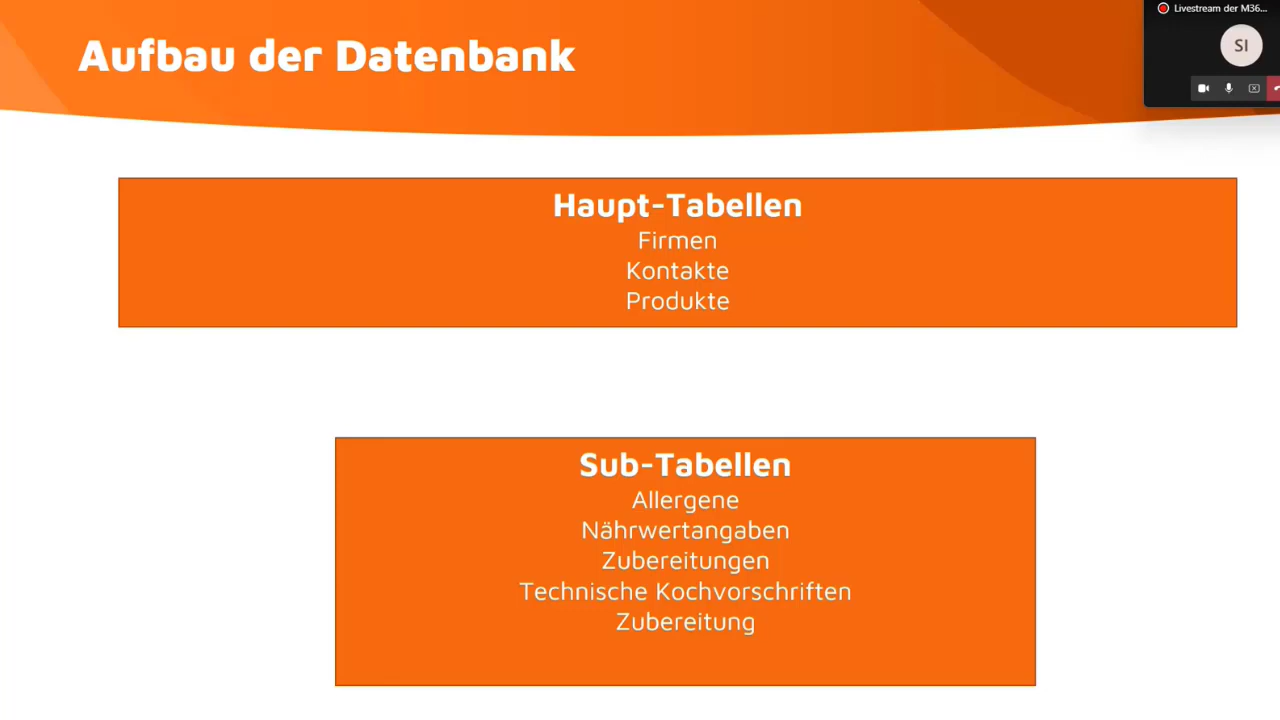 Aufbau der Datenbank
Livestream der M36...
SI
Haupt-Tabellen
Firmen
Kontakte
Produkte
Sub-Tabellen
Allergene
Nährwertangaben
Zubereitungen
Technische Kochvorschriften
Zubereitung